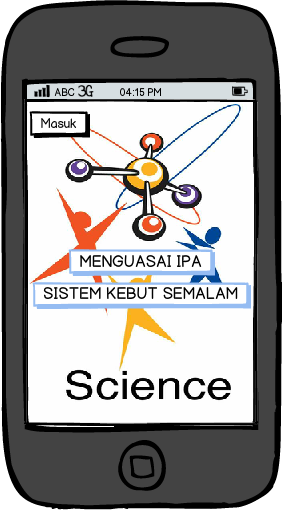 ABC 3G 04:15 PM
Masuk
MENGUASAI IPA
SISTEM KEBUT SEMALAM
Science